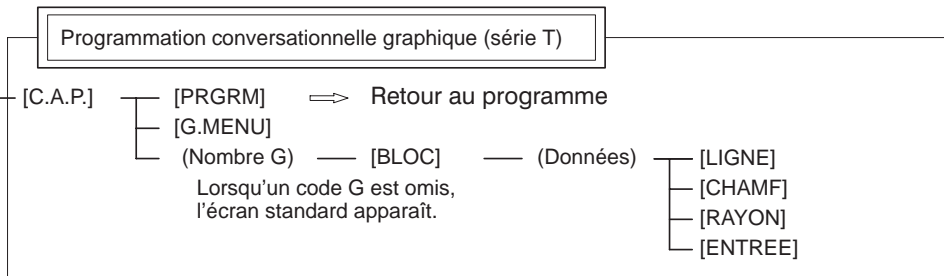 Programmation conversationnelle graphique (série T)
[C.A.P.] [PRGRM] Retour au programme
[G.MENU]
(Nombre G) [BLOC] (Données) [LIGNE]
Lorsqu'un code G est omis, [CHAMF]
l'écran standard apparaît. [RAYON]
[ENTREE]